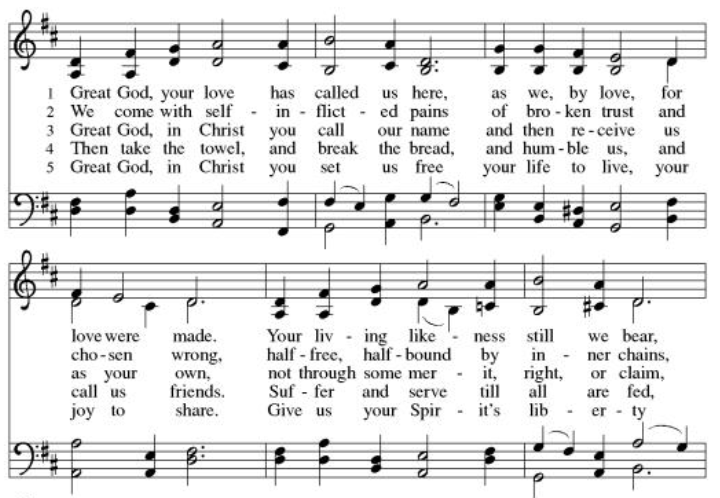 1 Great God, your love has called us here, as we, by love, for
2 We come with self - in - flict - ed pains of bro - ken trust and
3 Great God, in Christ you call our name and then re - ceive us
4 Then take the towel, and break the bread, and hum - ble us, and
5 Great God, in Christ you set us free your life to live, your
love were made. Your liv - ing like - ness still we bear,
cho - sen wrong, half - free, half - bound by in - ner chains,
as your own, not through some mer - it, right, or claim,
call us friends. Suf - fer and serve till all are fed,
joy to share. Give us your Spir - it's lib - er - ty